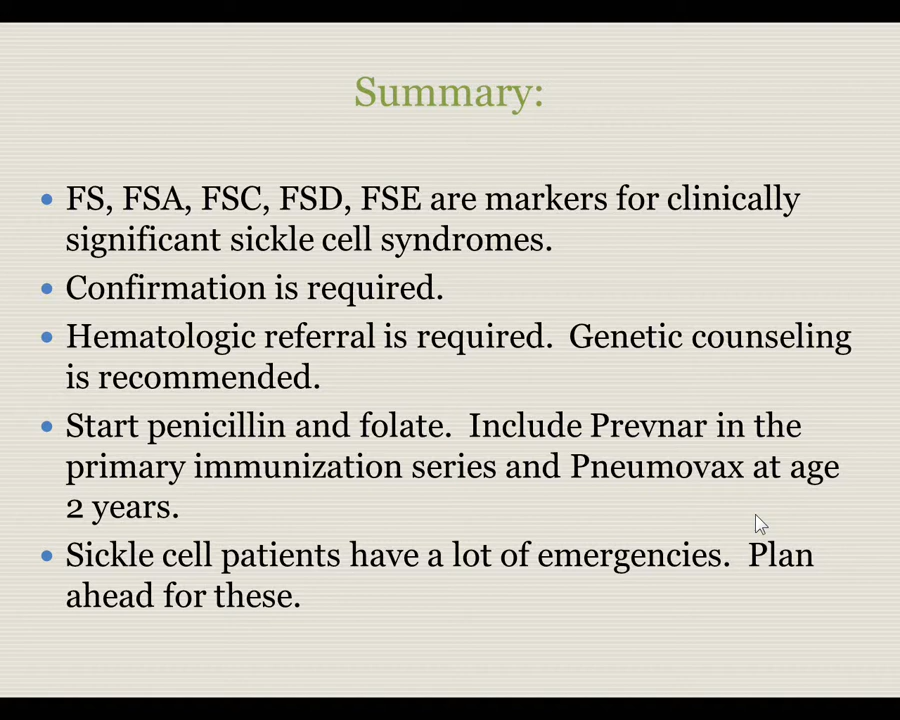 Summary:
• FS, FSA, FSC, FSD, FSE are markers for clinically
significant sickle cell syndromes.
• Confirmation is required.
• Hematologic referral is required.  Genetic counseling
is recommended.
• Start penicillin and folate.  Include Prevnar in the
primary immunization series and Pneumovax at age
2 years.
• Sickle cell patients have a lot of emergencies.  Plan
ahead for these.